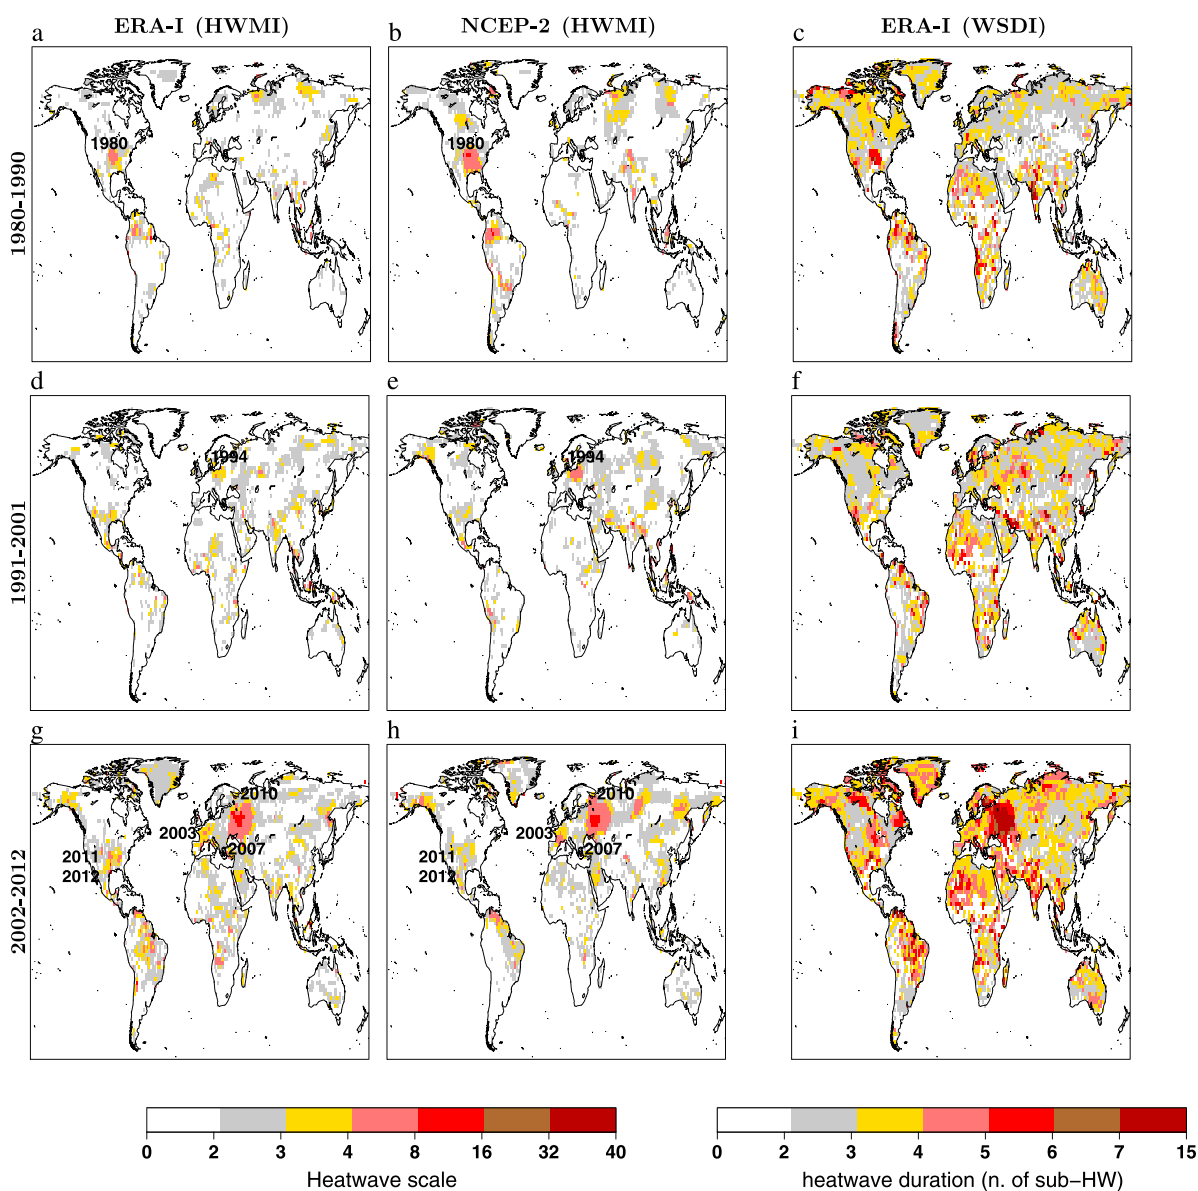 a
ERA-I (HWMI)
b
NCEP-2 (HWMI)
c
ERA-I (WSDI)
1980-1990
1980
1980
d
e
f
1991-2001
1994
1994
g
h
i
2002-2012
2010
2003
2007
2011
2012
2010
2003
2007
2011
2012
0 2 3 4 8 16 32 40
Heatwave scale
0 2 3 4 5 6 7 15
heatwave duration (n. of sub-HW)